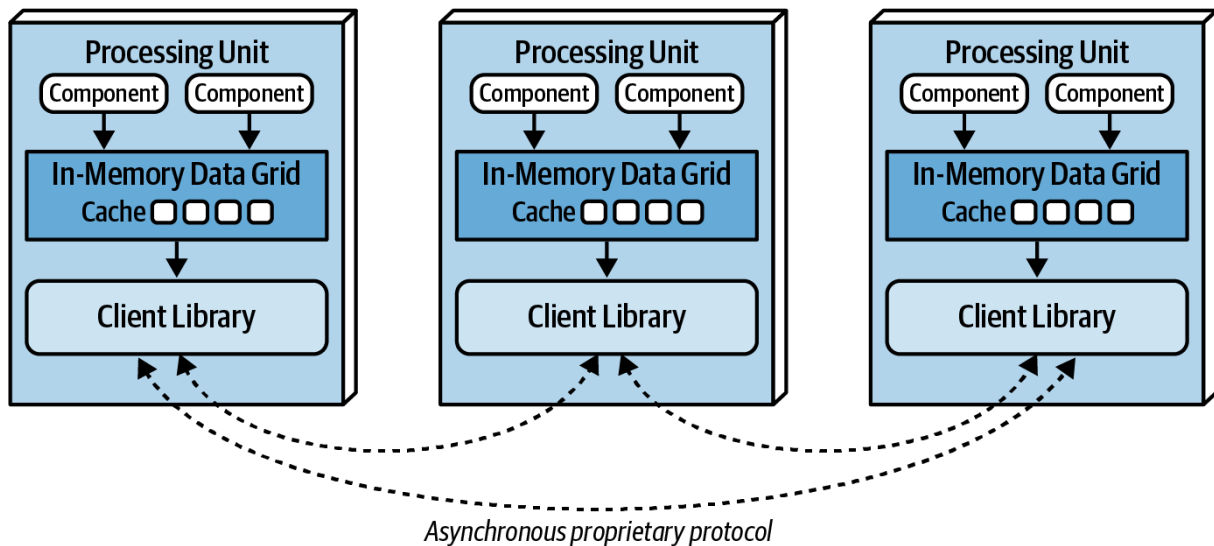 Processing Unit
Component Component
In-Memory Data Grid
Cache
Client Library
Processing Unit
Component Component
In-Memory Data Grid
Cache
Client Library
Processing Unit
Component Component
In-Memory Data Grid
Cache
Client Library
Asynchronous proprietary protocol